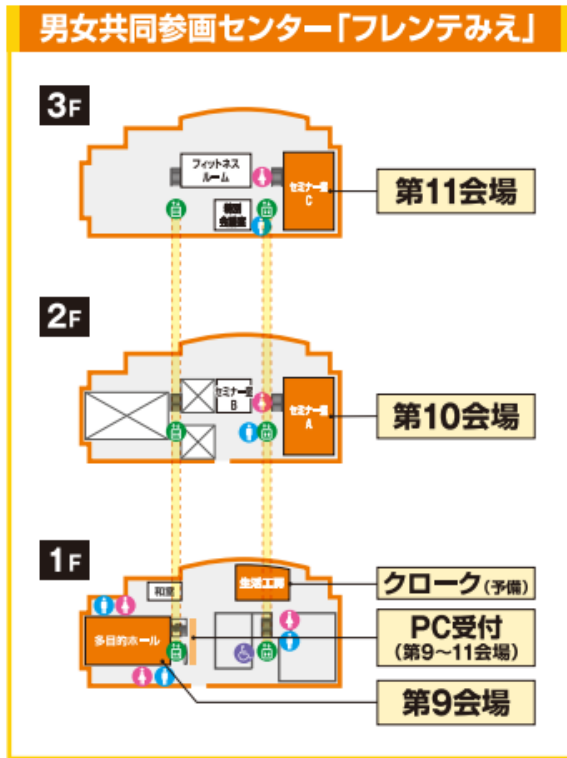 男女共同参画センター「フレンテみえ」
3F
フィットネス
ルーム
セミナー室
C
第11会場
2F
セミナー室
B
セミナー室
A
第10会場
1F
和室
生活工房
クローク(予備)
PC受付
(第9〜11会場)
多目的ホール
第9会場